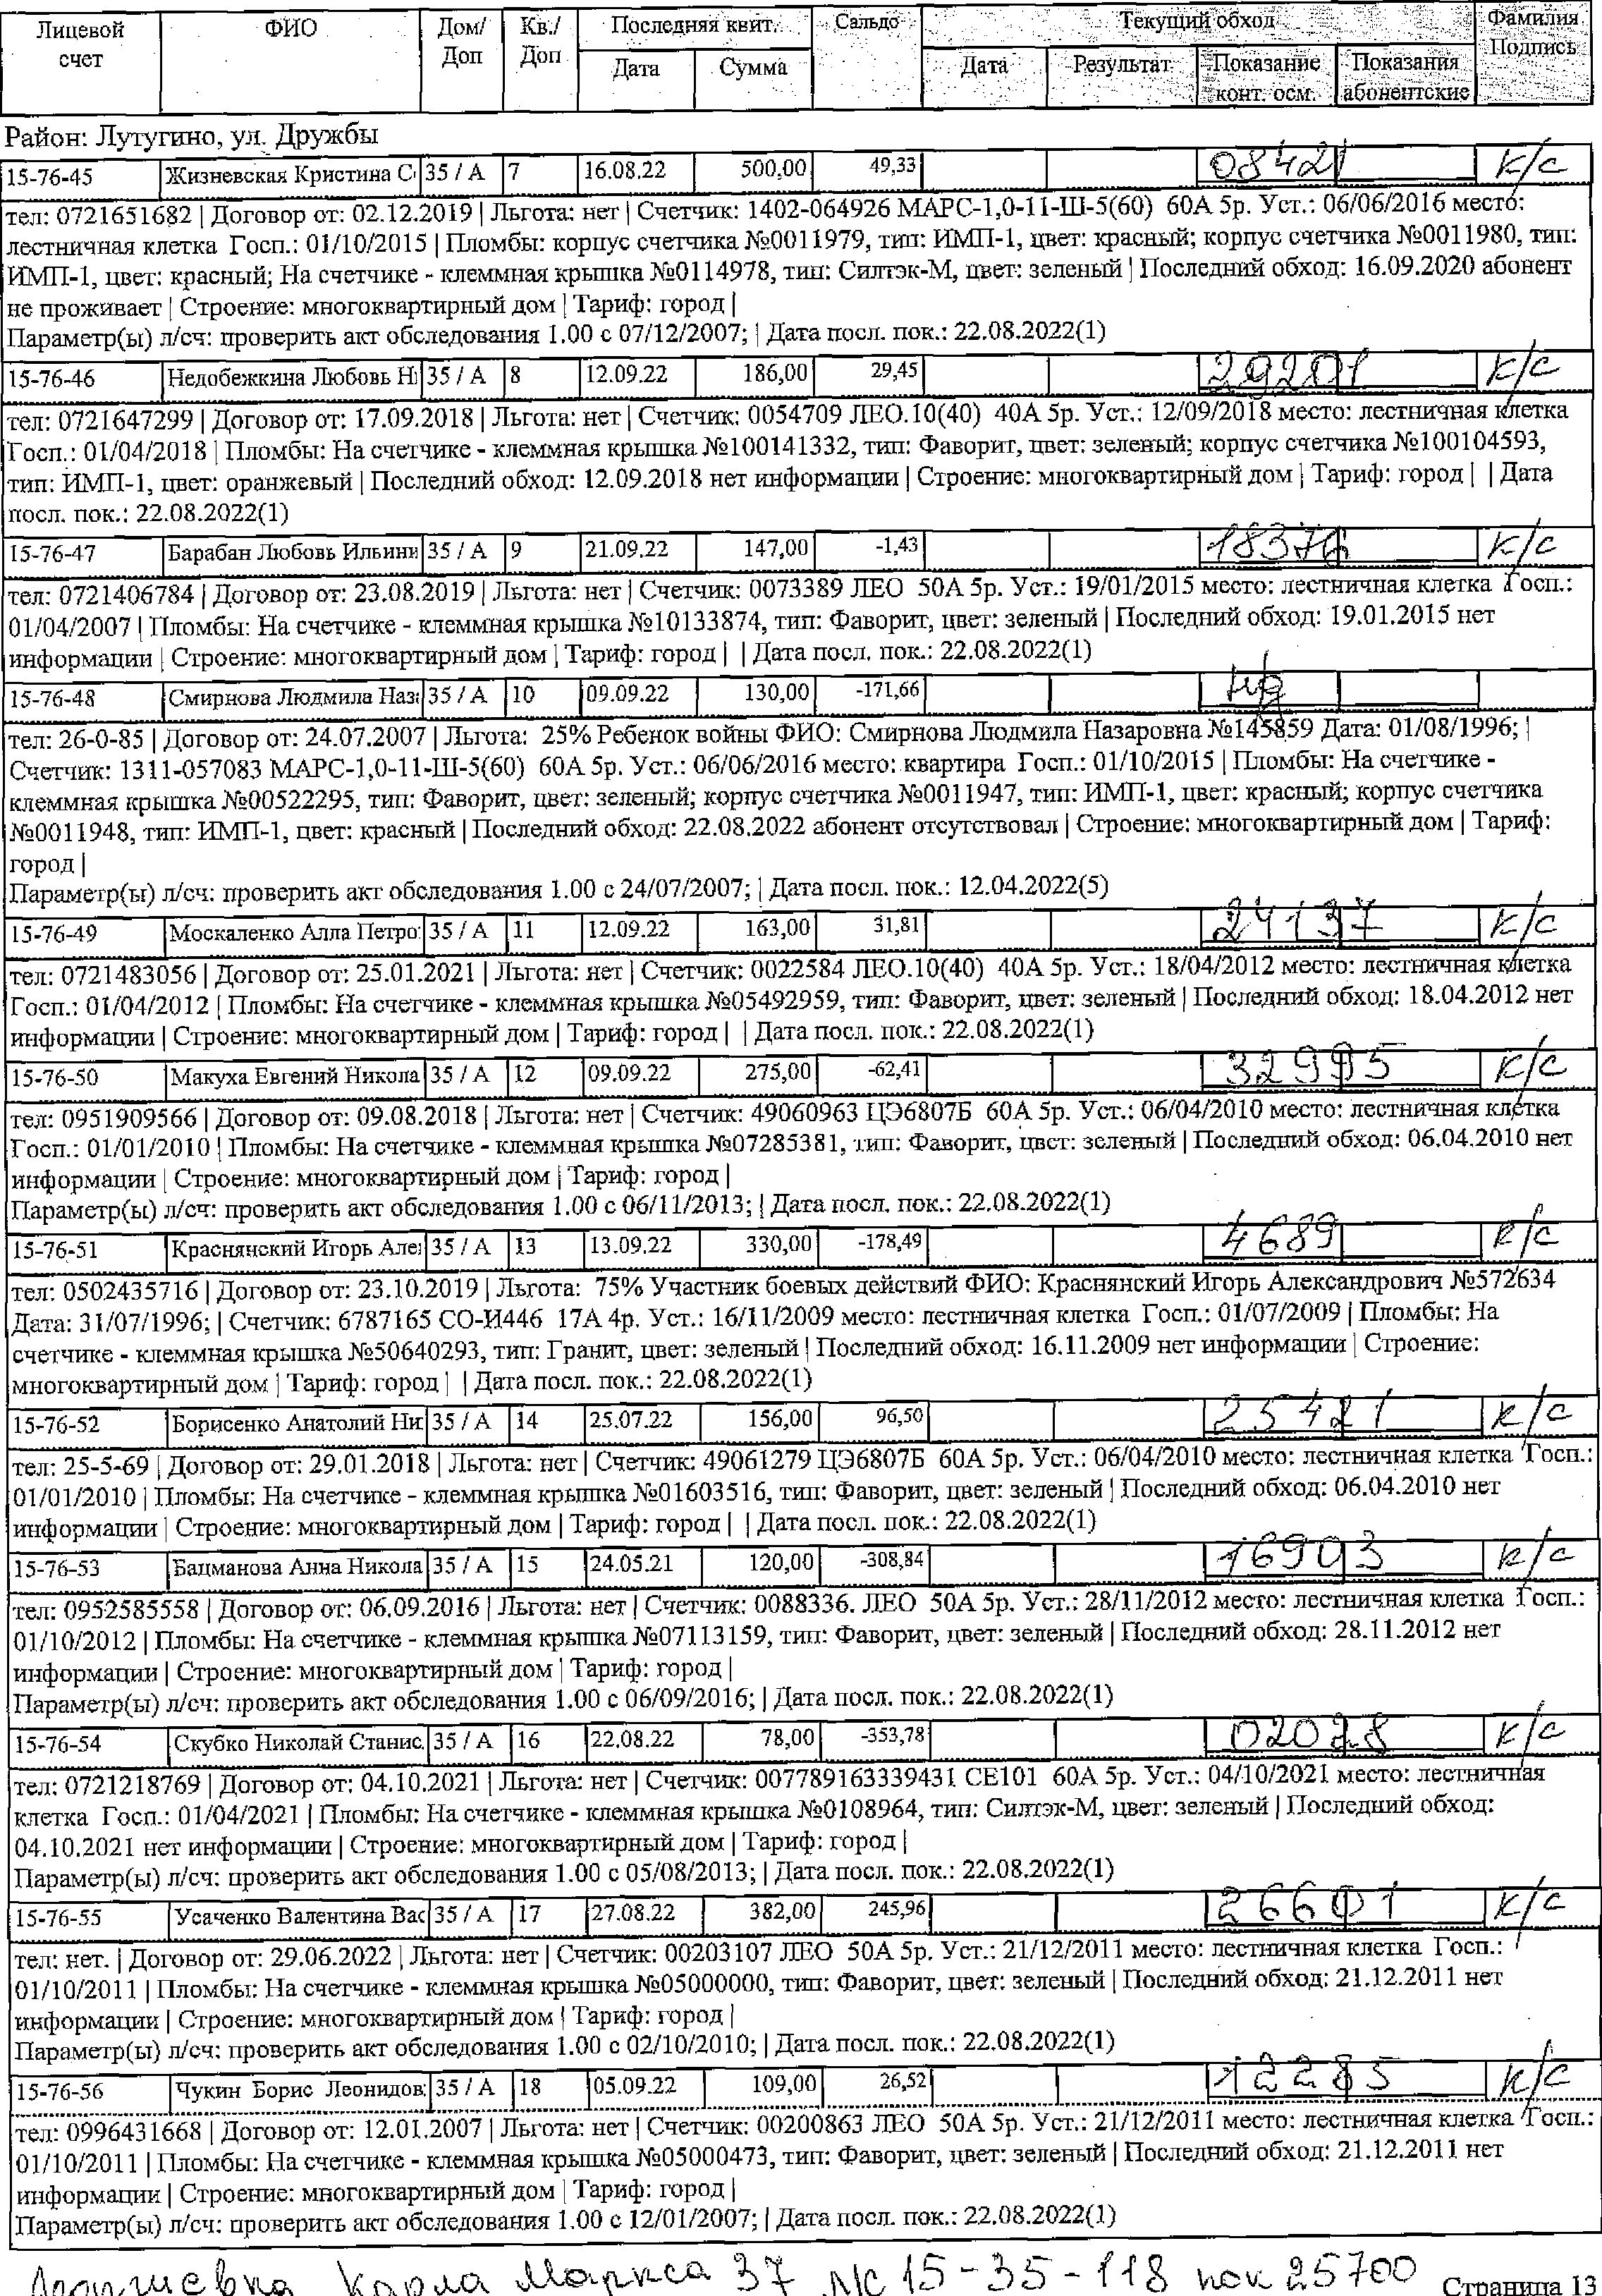 Лицевой счет ФИО Дом/Доп Кв./Доп Последняя квит. Сальдо Текущий обход Фамилия Подпись
Дата Сумма Дата Результат Показание конт. осм. Показания абонентские
Район: Лутугино, ул. Дружбы
15-76-45 Жизневская Кристина С 35 / А 7 16.08.22 500,00 49,33 08421 к/с
тел: 0721651682 | Договор от: 02.12.2019 | Льгота: нет | Счетчик: 1402-064926 МАРС-1,0-11-Ш-5(60) 60А 5р. Уст.: 06/06/2016 место:
лестничная клетка Госп.: 01/10/2015 | Пломбы: корпус счетчика №0011979, тип: ИМП-1, цвет: красный; корпус счетчика №0011980, тип:
ИМП-1, цвет: красный; На счетчике - клеммная крышка №0114978, тип: Силтэк-М, цвет: зеленый | Последний обход: 16.09.2020 абонент
не проживает | Строение: многоквартирный дом | Тариф: город |
Параметр(ы) л/сч: проверить акт обследования 1.00 с 07/12/2007; | Дата посл. пок.: 22.08.2022(1)
15-76-46 Недобежкина Любовь Н 35 / А 8 12.09.22 186,00 29,45 29201 к/с
тел: 0721647299 | Договор от: 17.09.2018 | Льгота: нет | Счетчик: 0054709 ЛЕО.10(40) 40А 5р. Уст.: 12/09/2018 место: лестничная клетка
Госп.: 01/04/2018 | Пломбы: На счетчике - клеммная крышка №100141332, тип: Фаворит, цвет: зеленый; корпус счетчика №100104593,
тип: ИМП-1, цвет: оранжевый | Последний обход: 12.09.2018 нет информации | Строение: многоквартирный дом | Тариф: город | | Дата
посл. пок.: 22.08.2022(1)
15-76-47 Барабан Любовь Ильини 35 / А 9 21.09.22 147,00 -1,43 18376 к/с
тел: 0721406784 | Договор от: 23.08.2019 | Льгота: нет | Счетчик: 0073389 ЛЕО 50А 5р. Уст.: 19/01/2015 место: лестничная клетка Госп.:
01/04/2007 | Пломбы: На счетчике - клеммная крышка №10133874, тип: Фаворит, цвет: зеленый | Последний обход: 19.01.2015 нет
информации | Строение: многоквартирный дом | Тариф: город | | Дата посл. пок.: 22.08.2022(1)
15-76-48 Смирнова Людмила Наз 35 / А 10 09.09.22 130,00 -171,66
тел: 26-0-85 | Договор от: 24.07.2007 | Льгота: 25% Ребенок войны ФИО: Смирнова Людмила Назаровна №145859 Дата: 01/08/1996; |
Счетчик: 1311-057083 МАРС-1,0-11-Ш-5(60) 60А 5р. Уст.: 06/06/2016 место: квартира Госп.: 01/10/2015 | Пломбы: На счетчике -
клеммная крышка №00522295, тип: Фаворит, цвет: зеленый; корпус счетчика №0011947, тип: ИМП-1, цвет: красный; корпус счетчика
№0011948, тип: ИМП-1, цвет: красный | Последний обход: 22.08.2022 абонент отсутствовал | Строение: многоквартирный дом | Тариф:
город |
Параметр(ы) л/сч: проверить акт обследования 1.00 с 24/07/2007; | Дата посл. пок.: 12.04.2022(5)
15-76-49 Москаленко Алла Петро 35 / А 11 12.09.22 163,00 31,81 24137 к/с
тел: 0721483056 | Договор от: 25.01.2021 | Льгота: нет | Счетчик: 0022584 ЛЕО.10(40) 40А 5р. Уст.: 18/04/2012 место: лестничная клетка
Госп.: 01/04/2012 | Пломбы: На счетчике - клеммная крышка №05492959, тип: Фаворит, цвет: зеленый | Последний обход: 18.04.2012 нет
информации | Строение: многоквартирный дом | Тариф: город | | Дата посл. пок.: 22.08.2022(1)
15-76-50 Макуха Евгений Никола 35 / А 12 09.09.22 275,00 -62,41 32995 к/с
тел: 0951909566 | Договор от: 09.08.2018 | Льгота: нет | Счетчик: 49060963 ЦЭ6807Б 60А 5р. Уст.: 06/04/2010 место: лестничная клетка
Госп.: 01/01/2010 | Пломбы: На счетчике - клеммная крышка №07285381, тип: Фаворит, цвет: зеленый | Последний обход: 06.04.2010 нет
информации | Строение: многоквартирный дом | Тариф: город |
Параметр(ы) л/сч: проверить акт обследования 1.00 с 06/11/2013; | Дата посл. пок.: 22.08.2022(1)
15-76-51 Краснянский Игорь Але 35 / А 13 13.09.22 330,00 -178,49 4689 к/с
тел: 0502435716 | Договор от: 23.10.2019 | Льгота: 75% Участник боевых действий ФИО: Краснянский Игорь Александрович №572634
Дата: 31/07/1996; | Счетчик: 6787165 СО-И446 17А 4р. Уст.: 16/11/2009 место: лестничная клетка Госп.: 01/07/2009 | Пломбы: На
счетчике - клеммная крышка №50640293, тип: Гранит, цвет: зеленый | Последний обход: 16.11.2009 нет информации | Строение:
многоквартирный дом | Тариф: город | | Дата посл. пок.: 22.08.2022(1)
15-76-52 Борисенко Анатолий Ни 35 / А 14 25.07.22 156,00 96,50 25421 к/с
тел: 25-5-69 | Договор от: 29.01.2018 | Льгота: нет | Счетчик: 49061279 ЦЭ6807Б 60А 5р. Уст.: 06/04/2010 место: лестничная клетка Госп.:
01/01/2010 | Пломбы: На счетчике - клеммная крышка №01603516, тип: Фаворит, цвет: зеленый | Последний обход: 06.04.2010 нет
информации | Строение: многоквартирный дом | Тариф: город | | Дата посл. пок.: 22.08.2022(1)
15-76-53 Бацманова Анна Никола 35 / А 15 24.05.21 120,00 -308,84 16903 к/с
тел: 0952585558 | Договор от: 06.09.2016 | Льгота: нет | Счетчик: 0088336. ЛЕО 50А 5р. Уст.: 28/11/2012 место: лестничная клетка Госп.:
01/10/2012 | Пломбы: На счетчике - клеммная крышка №07113159, тип: Фаворит, цвет: зеленый | Последний обход: 28.11.2012 нет
информации | Строение: многоквартирный дом | Тариф: город |
Параметр(ы) л/сч: проверить акт обследования 1.00 с 06/09/2016; | Дата посл. пок.: 22.08.2022(1)
15-76-54 Скубко Николай Станис 35 / А 16 22.08.22 78,00 -353,78 02028 к/с
тел: 0721218769 | Договор от: 04.10.2021 | Льгота: нет | Счетчик: 007789163339431 СЕ101 60А 5р. Уст.: 04/10/2021 место: лестничная
клетка Госп.: 01/04/2021 | Пломбы: На счетчике - клеммная крышка №0108964, тип: Силтэк-М, цвет: зеленый | Последний обход:
04.10.2021 нет информации | Строение: многоквартирный дом | Тариф: город |
Параметр(ы) л/сч: проверить акт обследования 1.00 с 05/08/2013; | Дата посл. пок.: 22.08.2022(1)
15-76-55 Усаченко Валентина Вас 35 / А 17 27.08.22 382,00 245,96 26601 к/с
тел: нет. | Договор от: 29.06.2022 | Льгота: нет | Счетчик: 00203107 ЛЕО 50А 5р. Уст.: 21/12/2011 место: лестничная клетка Госп.:
01/10/2011 | Пломбы: На счетчике - клеммная крышка №05000000, тип: Фаворит, цвет: зеленый | Последний обход: 21.12.2011 нет
информации | Строение: многоквартирный дом | Тариф: город |
Параметр(ы) л/сч: проверить акт обследования 1.00 с 02/10/2010; | Дата посл. пок.: 22.08.2022(1)
15-76-56 Чукин Борис Леонидов 35 / А 18 05.09.22 109,00 26,52 12285 к/с
тел: 0996431668 | Договор от: 12.01.2007 | Льгота: нет | Счетчик: 00200863 ЛЕО 50А 5р. Уст.: 21/12/2011 место: лестничная клетка Госп.:
01/10/2011 | Пломбы: На счетчике - клеммная крышка №05000473, тип: Фаворит, цвет: зеленый | Последний обход: 21.12.2011 нет
информации | Строение: многоквартирный дом | Тариф: город |
Параметр(ы) л/сч: проверить акт обследования 1.00 с 12/01/2007; | Дата посл. пок.: 22.08.2022(1)
Карла Маркса 37 ЛС 15-35-118 пок 25700 Страница 13